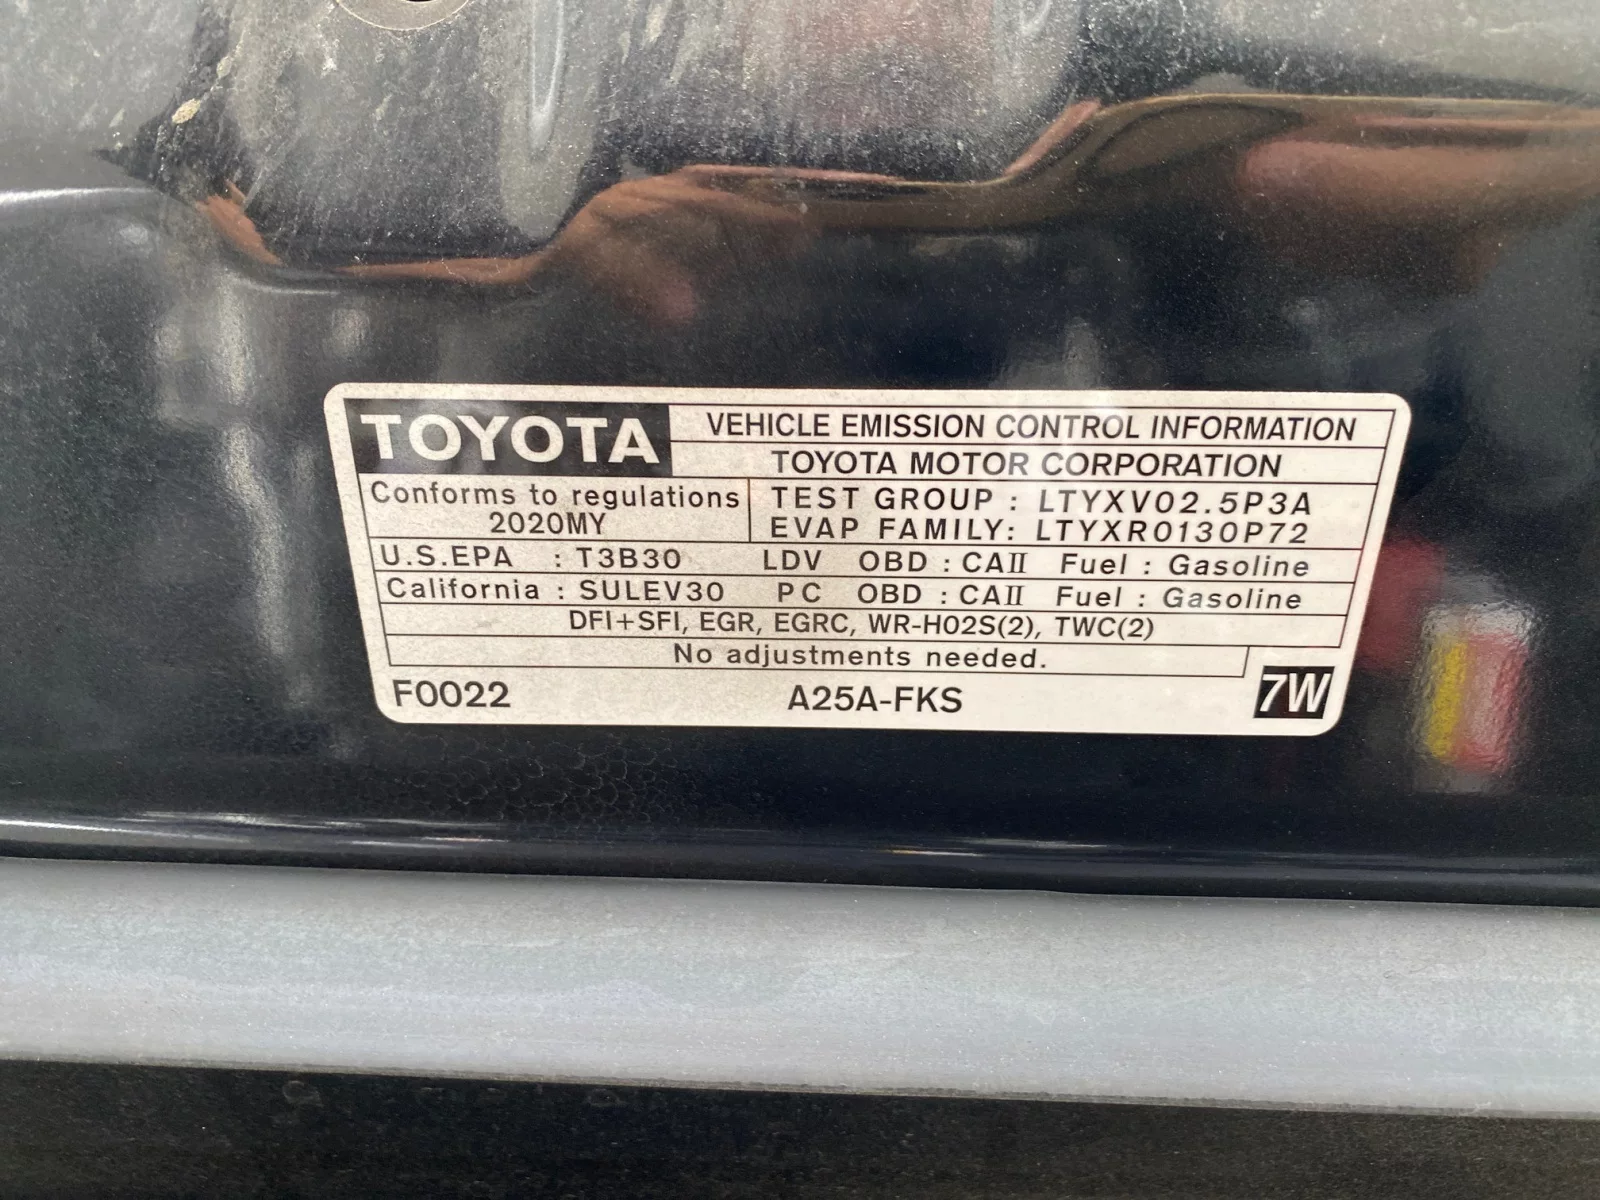 TOYOTA
VEHICLE EMISSION CONTROL INFORMATION
TOYOTA MOTOR CORPORATION
Conforms to regulations
2020MY
TEST GROUP : LTYXV02.5P3A
EVAP FAMILY: LTYXR0130P72
U.S.EPA : T3B30 LDV OBD : CAII Fuel : Gasoline
California : SULEV30 PC OBD : CAII Fuel : Gasoline
DFI+SFI, EGR, EGRC, WR-HO2S(2), TWC(2)
No adjustments needed.
F0022 A25A-FKS 7W